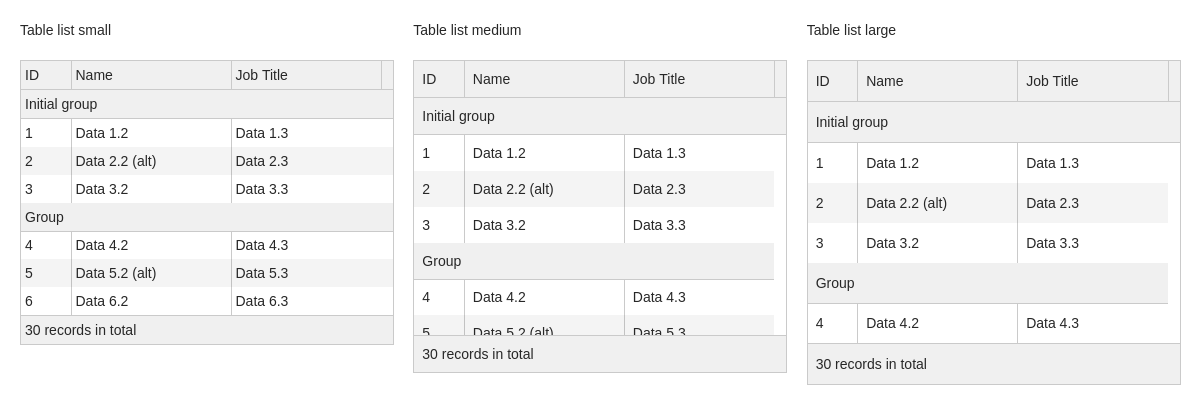 Table list small
ID Name Job Title
Initial group
1 Data 1.2 Data 1.3
2 Data 2.2 (alt) Data 2.3
3 Data 3.2 Data 3.3
Group
4 Data 4.2 Data 4.3
5 Data 5.2 (alt) Data 5.3
6 Data 6.2 Data 6.3
30 records in total
Table list medium
ID Name Job Title
Initial group
1 Data 1.2 Data 1.3
2 Data 2.2 (alt) Data 2.3
3 Data 3.2 Data 3.3
Group
4 Data 4.2 Data 4.3
5 Data 5.2 (alt) Data 5.3
30 records in total
Table list large
ID Name Job Title
Initial group
1 Data 1.2 Data 1.3
2 Data 2.2 (alt) Data 2.3
3 Data 3.2 Data 3.3
Group
4 Data 4.2 Data 4.3
30 records in total